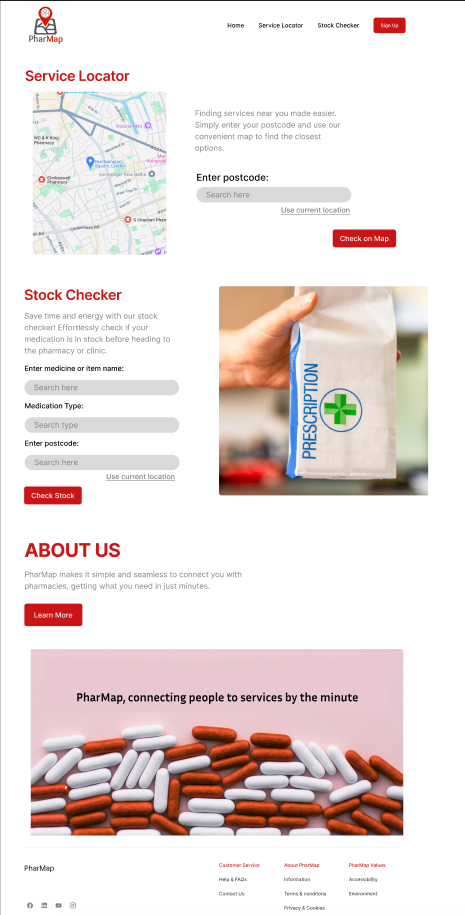 PharMap
Home
Service Locator
Stock Checker
Sign Up
Service Locator
WC & K King
Pharmacy
Northampton
Square, London
Clerkenwell
Pharmacy
S Chauhan Phar
Finding services near you made easier.
Simply enter your postcode and use our
convenient map to find the closest
options.
Enter postcode:
Search here
Use current location
Check on Map
Stock Checker
Save time and energy with our stock
checker! Effortlessly check if your
medication is in stock before heading to
the pharmacy or clinic.
Enter medicine or item name:
Search here
Medication Type:
Search type
Enter postcode:
Search here
Use current location
Check Stock
PRESCRIPTION
ABOUT US
PharMap makes it simple and seamless to connect you with
pharmacies, getting what you need in just minutes.
Learn More
PharMap, connecting people to services by the minute
PharMap
Customer Service
Help & FAQs
Contact Us
About PharMap
Information
Terms & conditions
Privacy & Cookies
PharMap Values
Accessibility
Environment